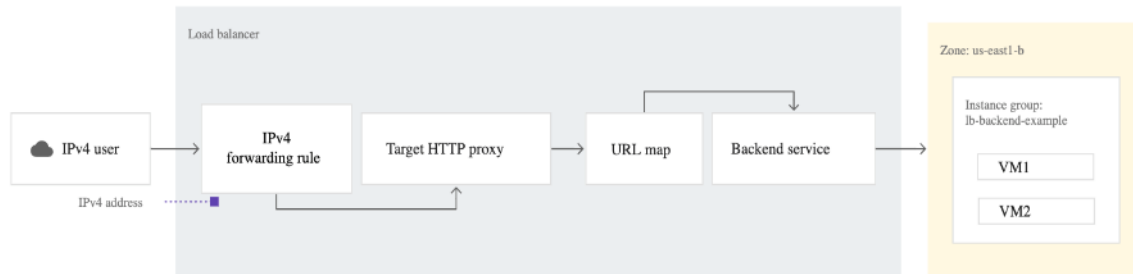 Load balancer
Zone: us-east1-b
IPv4 user
IPv4
forwarding rule
Target HTTP proxy
URL map
Backend service
Instance group:
lb-backend-example
VM1
VM2
IPv4 address